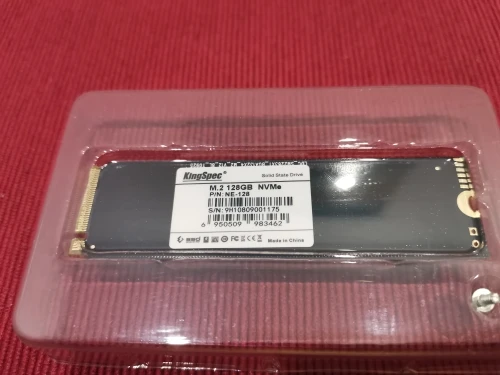 KingSpec®
Solid State Drive
M.2 128GB NVMe
P/N: NE-128
S/N: 9H10809001175
6 950509 983462
Made in China